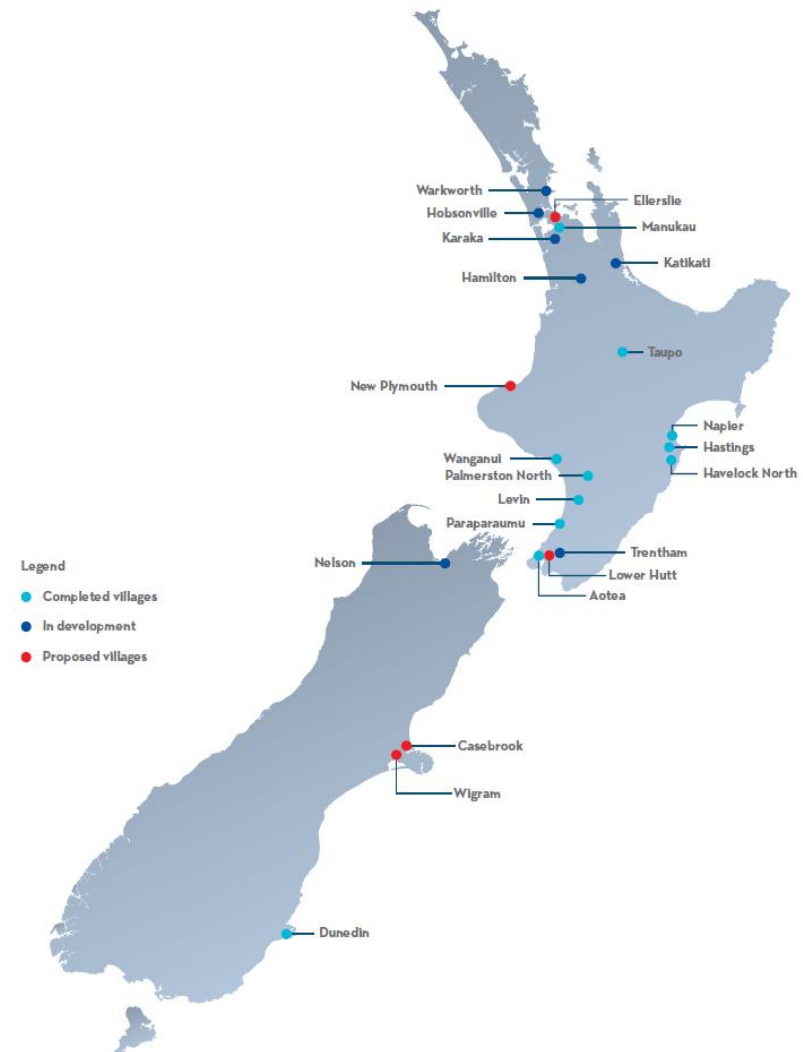 Warkworth
Ellerslie
Hobsonville
Manukau
Karaka
Katikati
Hamilton
Taupo
New Plymouth
Napier
Hastings
Wanganui
Havelock North
Palmerston North
Levin
Paraparaumu
Trentham
Nelson
Lower Hutt
Aotea
Legend
Completed villages
In development
Proposed villages
Casebrook
Wigram
Dunedin